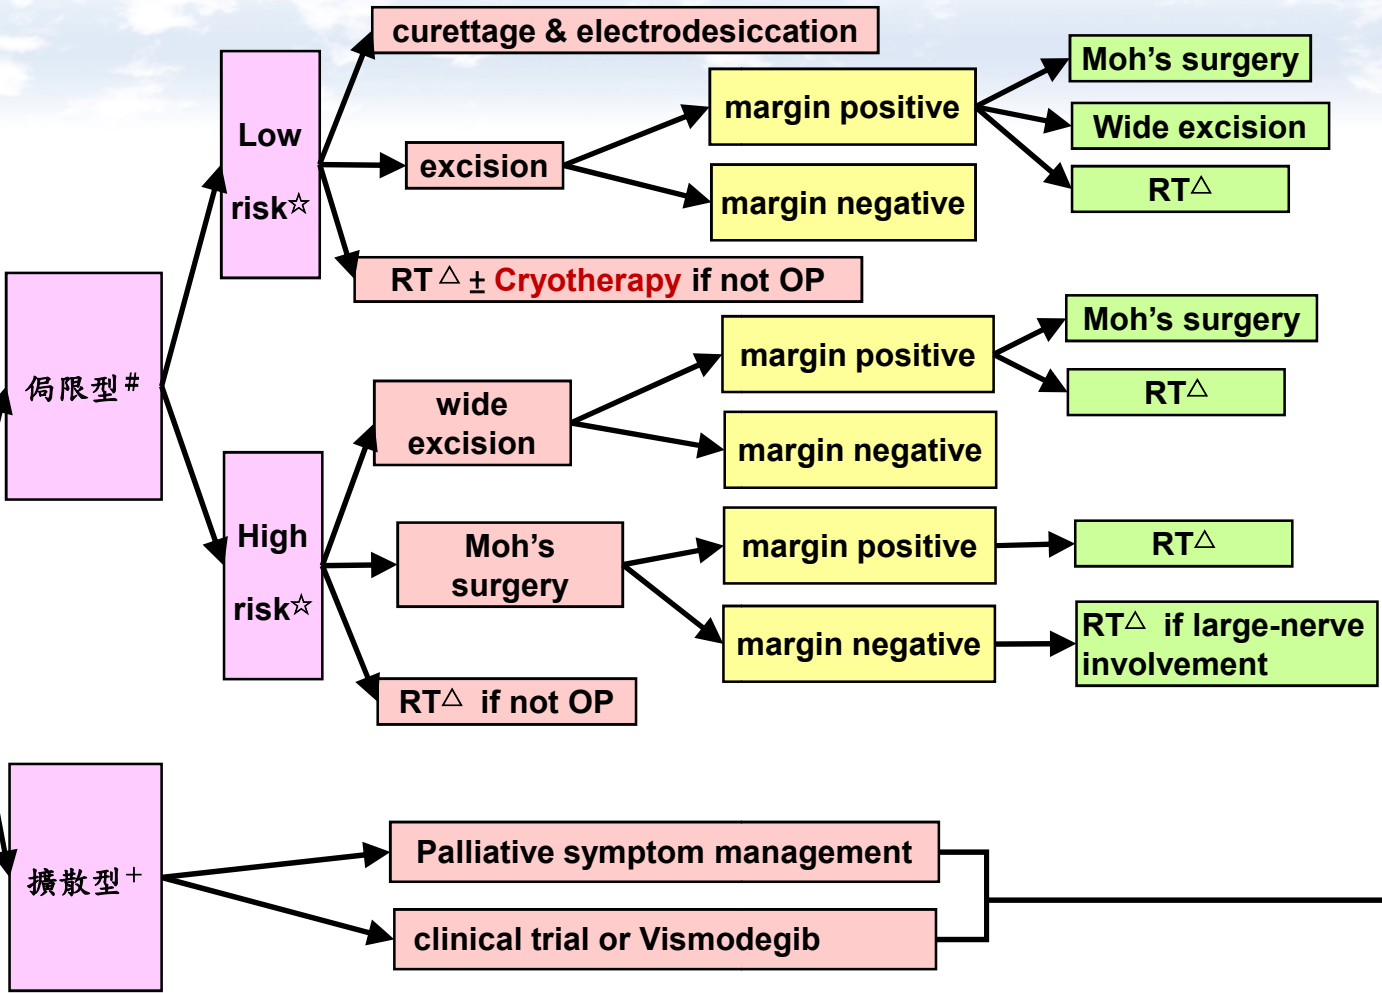 curettage & electrodesiccation
Low
risk☆
excision
margin positive
margin negative
Moh's surgery
Wide excision
RT△
RT△ ± Cryotherapy if not OP
侷限型#
wide
excision
margin positive
margin negative
Moh's surgery
RT△
High
risk☆
Moh's
surgery
margin positive
margin negative
RT△
RT△ if large-nerve
involvement
RT△ if not OP
擴散型+
Palliative symptom management
clinical trial or Vismodegib